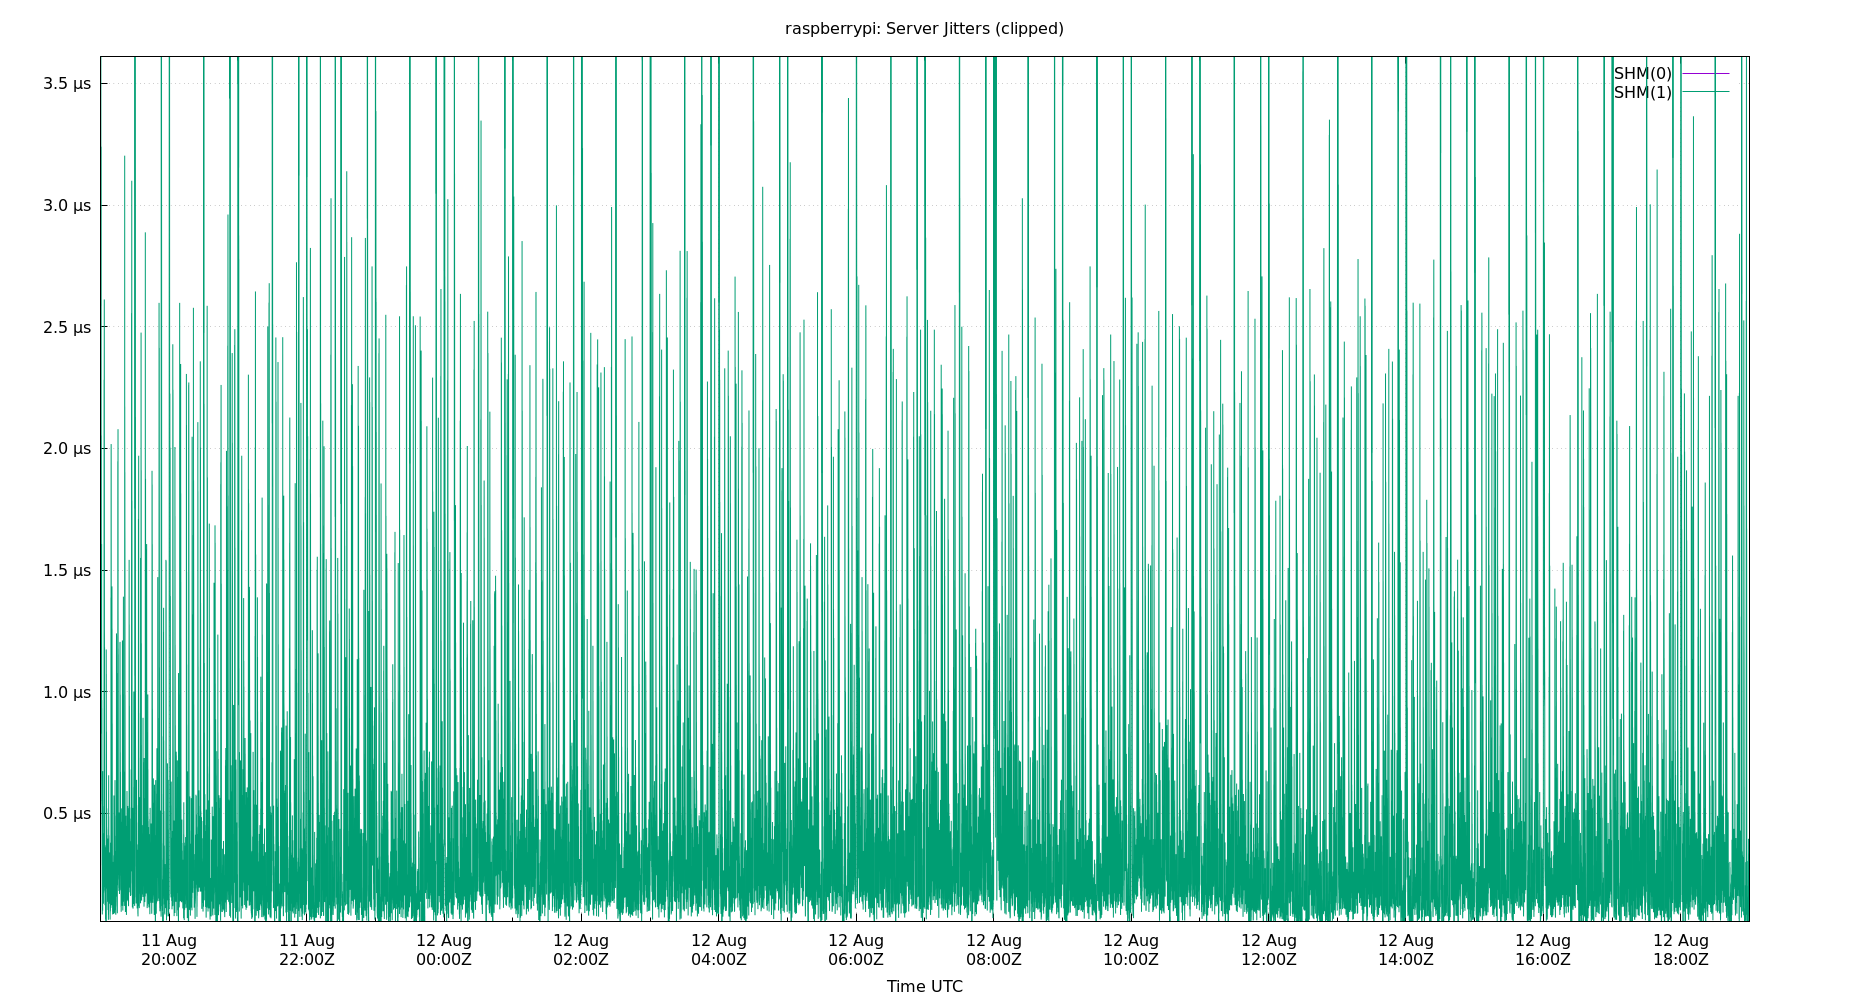 raspberrypi: Server Jitters (clipped)
SHM(0)
SHM(1)
3.5 µs
3.0 µs
2.5 µs
2.0 µs
1.5 µs
1.0 µs
0.5 µs
11 Aug 11 Aug 12 Aug 12 Aug 12 Aug 12 Aug 12 Aug 12 Aug 12 Aug 12 Aug 12 Aug 12 Aug
20:00Z 22:00Z 00:00Z 02:00Z 04:00Z 06:00Z 08:00Z 10:00Z 12:00Z 14:00Z 16:00Z 18:00Z
Time UTC